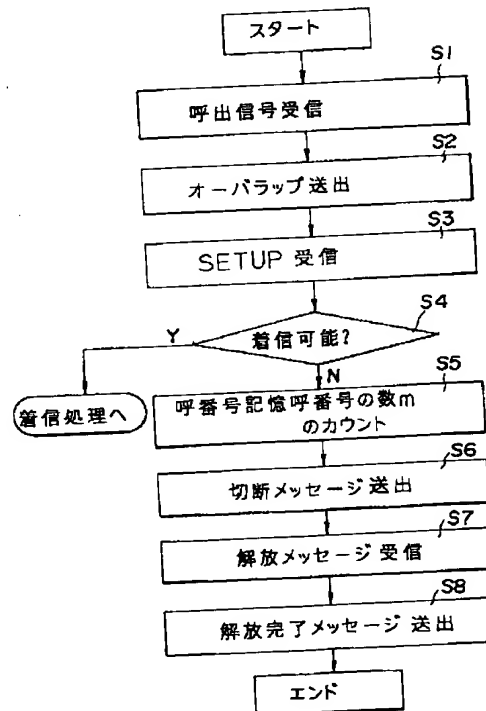 スタート
S1
呼出信号受信
S2
オーバラップ送出
S3
SETUP 受信
S4
着信可能?
Y
N
着信処理へ
S5
呼番号記憶呼番号の数m
のカウント
S6
切断メッセージ送出
S7
解放メッセージ受信
S8
解放完了メッセージ送出
エンド